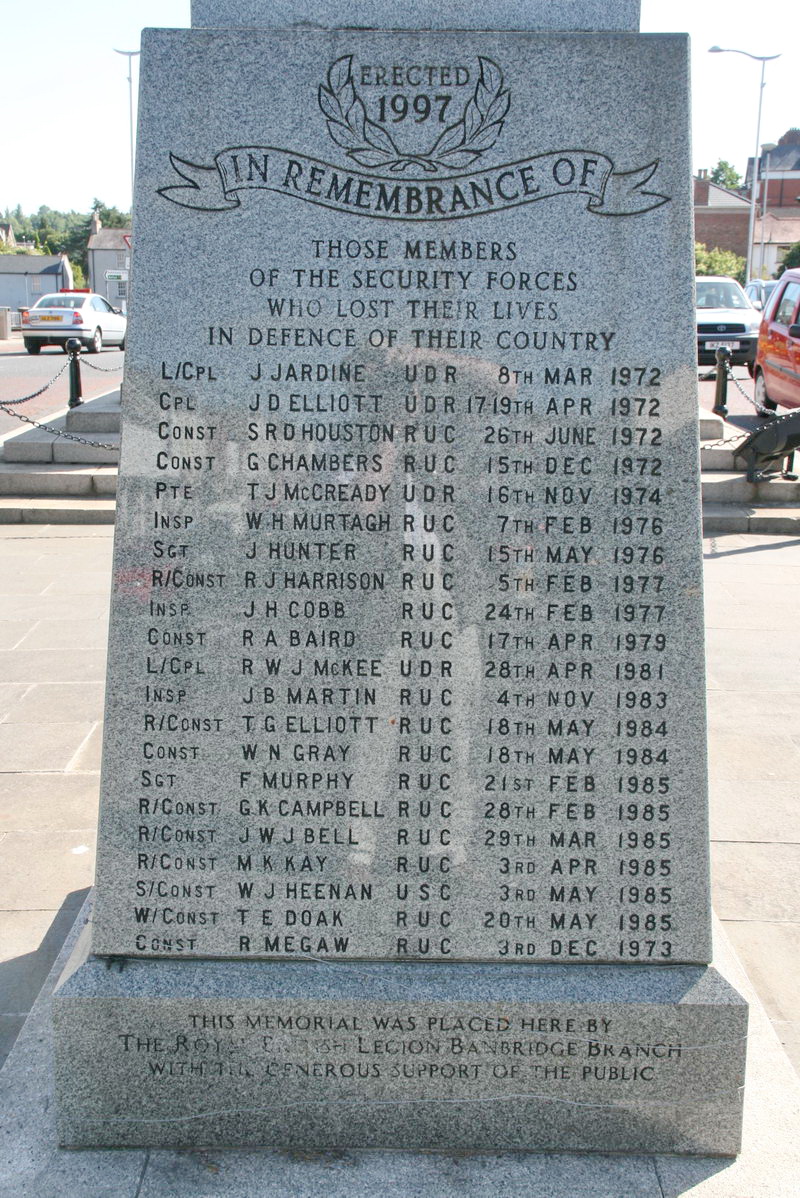 ERECTED
1997
IN REMEMBRANCE OF
THOSE MEMBERS
OF THE SECURITY FORCES
WHO LOST THEIR LIVES
IN DEFENCE OF THEIR COUNTRY
L/CPL J JARDINE UDR 8TH MAR 1972
CPL J D ELLIOTT UDR 1719TH APR 1972
CONST S R D HOUSTON RUC 26TH JUNE 1972
CONST G CHAMBERS RUC 15TH DEC 1972
PTE T J McCREADY UDR 16TH NOV 1974
INSP W H MURTAGH RUC 7TH FEB 1976
SGT J HUNTER RUC 15TH MAY 1976
R/CONST R J HARRISON RUC 5TH FEB 1977
INSP J H COBB RUC 24TH FEB 1977
CONST R A BAIRD RUC 17TH APR 1979
L/CPL R W J McKEE UDR 28TH APR 1981
INSP J B MARTIN RUC 4TH NOV 1983
R/CONST T G ELLIOTT RUC 18TH MAY 1984
CONST W N GRAY RUC 18TH MAY 1984
SGT F MURPHY RUC 21ST FEB 1985
R/CONST G K CAMPBELL RUC 28TH FEB 1985
R/CONST J W J BELL RUC 29TH MAR 1985
R/CONST M K KAY RUC 3RD APR 1985
S/CONST W J HEENAN USC 3RD MAY 1985
W/CONST T E DOAK RUC 20TH MAY 1985
CONST R MEGAW RUC 3RD DEC 1973
THIS MEMORIAL WAS PLACED HERE BY
THE ROYAL BRITISH LEGION BANBRIDGE BRANCH
WITH THE GENEROUS SUPPORT OF THE PUBLIC